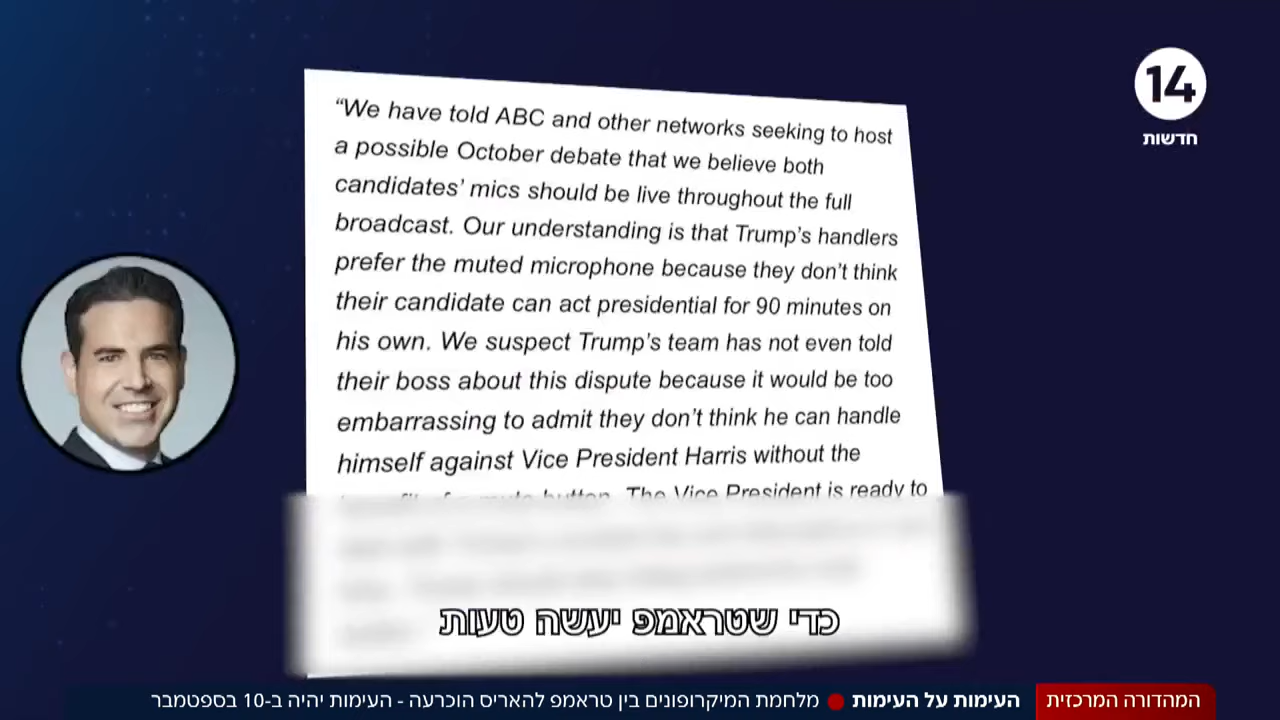 14
חדשות
“We have told ABC and other networks seeking to host
a possible October debate that we believe both
candidates’ mics should be live throughout the full
broadcast. Our understanding is that Trump’s handlers
prefer the muted microphone because they don’t think
their candidate can act presidential for 90 minutes on
his own. We suspect Trump’s team has not even told
their boss about this dispute because it would be too
embarrassing to admit they don’t think he can handle
himself against Vice President Harris without the
mute button. The Vice President is ready to
כדי שטראמפ יעשה טעות
המהדורה המרכזית
העימות על העימות ● מלחמת המיקרופונים בין טראמפ להאריס הוכרעה - העימות יהיה ב-10 בספטמבר